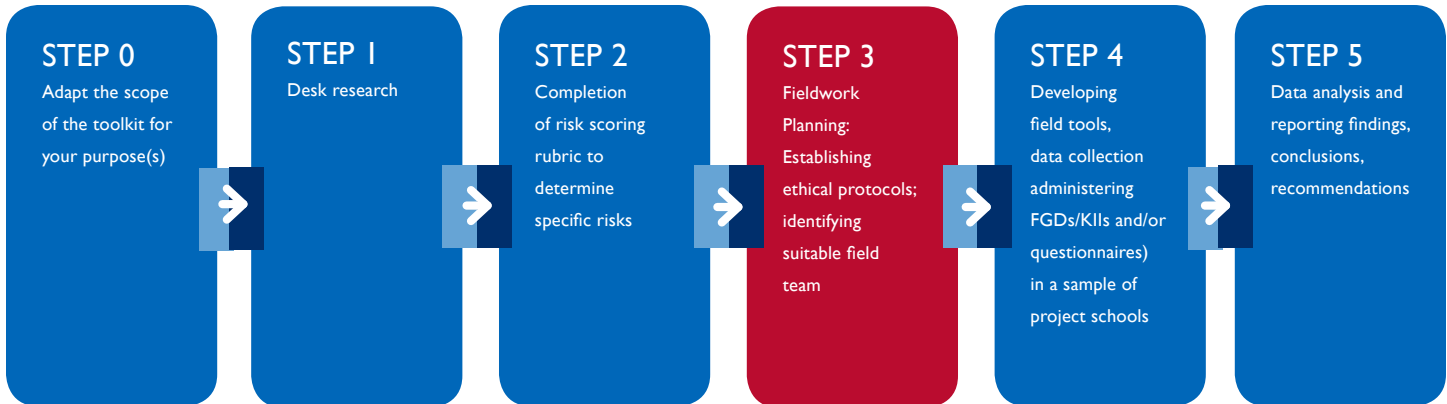 STEP 0
Adapt the scope
of the toolkit for
your purpose(s)
STEP 1
Desk research
STEP 2
Completion
of risk scoring
rubric to
determine
specific risks
STEP 3
Fieldwork
Planning:
Establishing
ethical protocols;
identifying
suitable field
team
STEP 4
Developing
field tools,
data collection
administering
FGDs/KIIs and/or
questionnaires)
in a sample of
project schools
STEP 5
Data analysis and
reporting findings,
conclusions,
recommendations